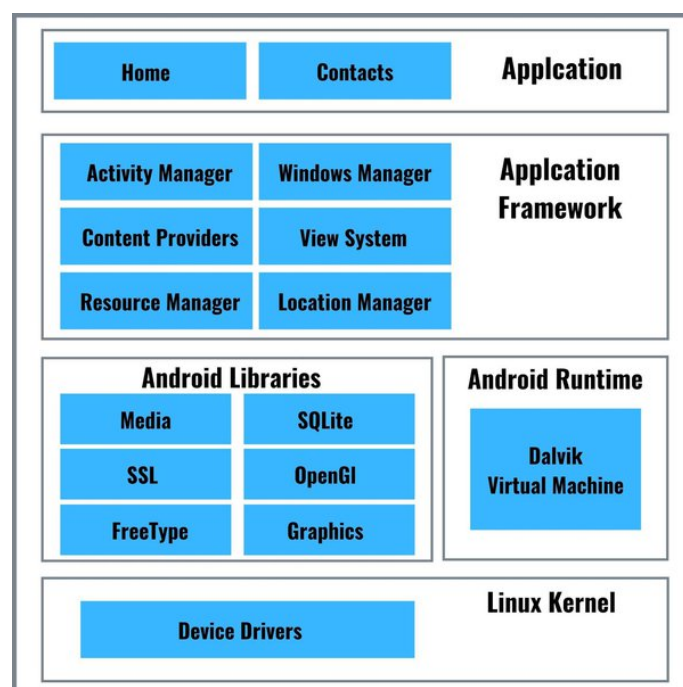 Home
Contacts
Applcation
Activity Manager
Windows Manager
Applcation
Framework
Content Providers
View System
Resource Manager
Location Manager
Android Libraries
Media
SQLite
SSL
OpenGl
FreeType
Graphics
Android Runtime
Dalvik
Virtual Machine
Linux Kernel
Device Drivers